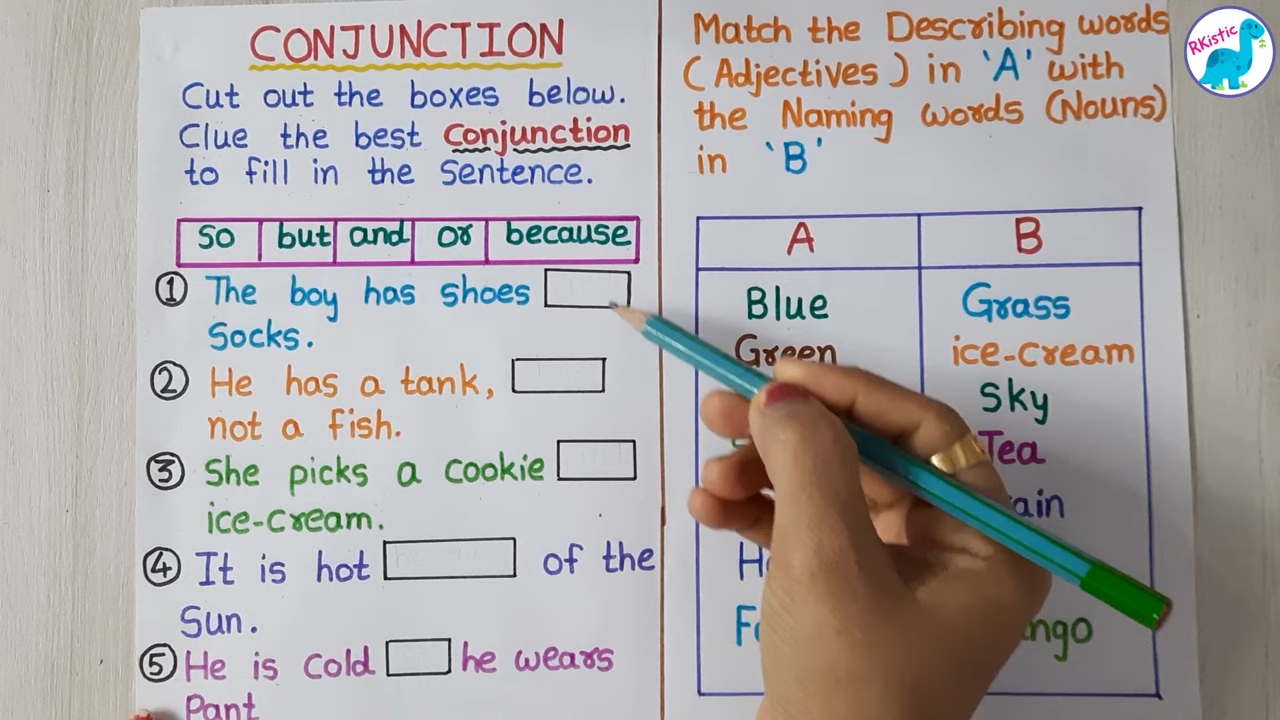 CONJUNCTION
Cut out the boxes below.
Clue the best Conjunction
to fill in the Sentence.
so but and or because
① The boy has shoes
Socks.
② He has a tank,
not a fish.
③ She picks a cookie
ice-cream.
④ It is hot of the
Sun.
⑤ He is cold he wears
Pant
Match the Describing words
(Adjectives) in 'A' with
the Naming words (Nouns)
in 'B'
A B
Blue Grass
Green ice-cream
Sky
Tea
RKistic